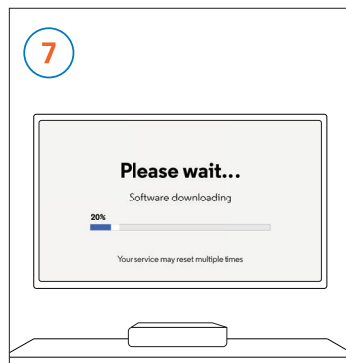 7
Please wait...
Software downloading
20%
Your service may reset multiple times